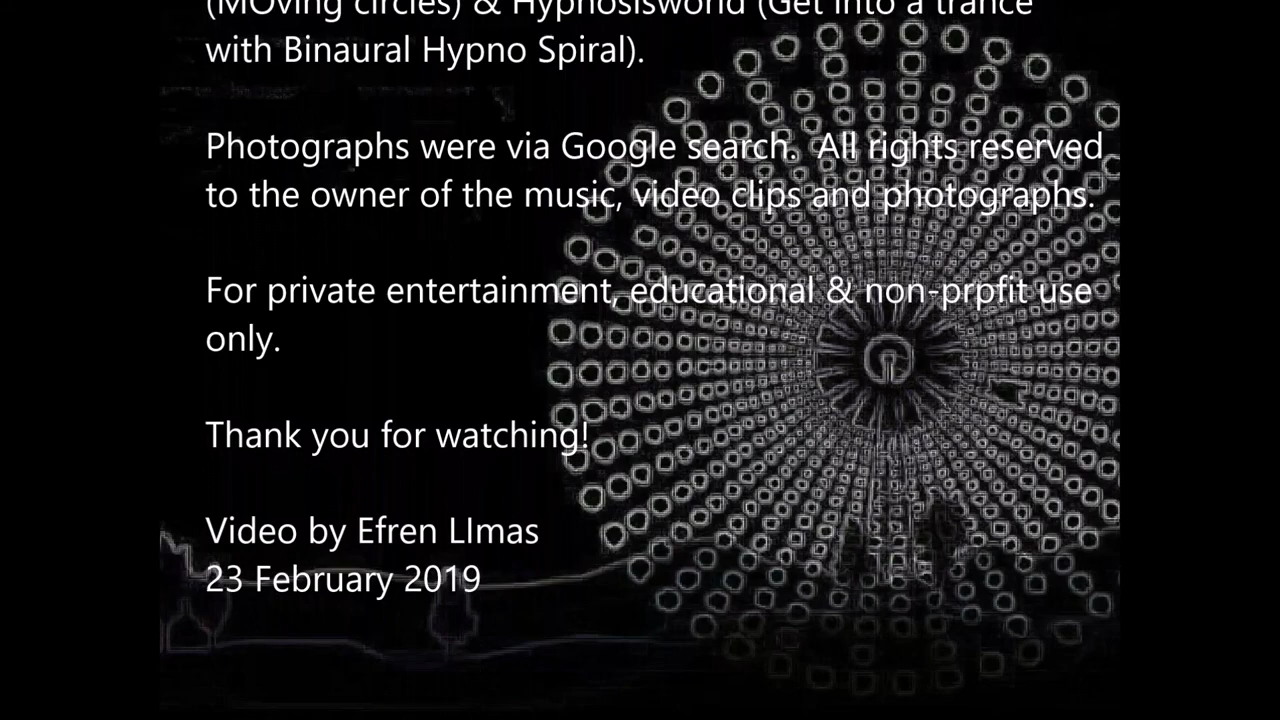 (MOving circles) & Hypnosisworld (Get into a trance
with Binaural Hypno Spiral).
Photographs were via Google search.  All rights reserved
to the owner of the music, video clips and photographs.
For private entertainment, educational & non-prpfit use
only.
Thank you for watching!
Video by Efren LImas
23 February 2019